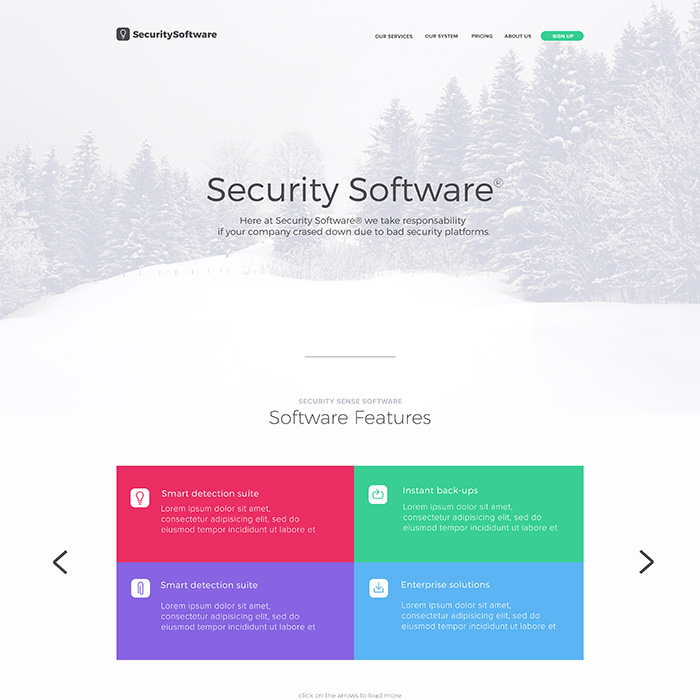 SecuritySoftware
OUR SERVICES OUR SYSTEM PRICING ABOUT US SIGN UP
Security Software®
Here at Security Software® we take responsability
if your company crased down due to bad security platforms.
SECURITY SENSE SOFTWARE
Software Features
Smart detection suite
Lorem ipsum dolor sit amet,
consectetur adipisicing elit, sed do
eiusmod tempor incididunt ut labore et
Instant back-ups
Lorem ipsum dolor sit amet,
consectetur adipisicing elit, sed do
eiusmod tempor incididunt ut labore et
Smart detection suite
Lorem ipsum dolor sit amet,
consectetur adipisicing elit, sed do
eiusmod tempor incididunt ut labore et
Enterprise solutions
Lorem ipsum dolor sit amet,
consectetur adipisicing elit, sed do
eiusmod tempor incididunt ut labore et
click on the arrows to load more